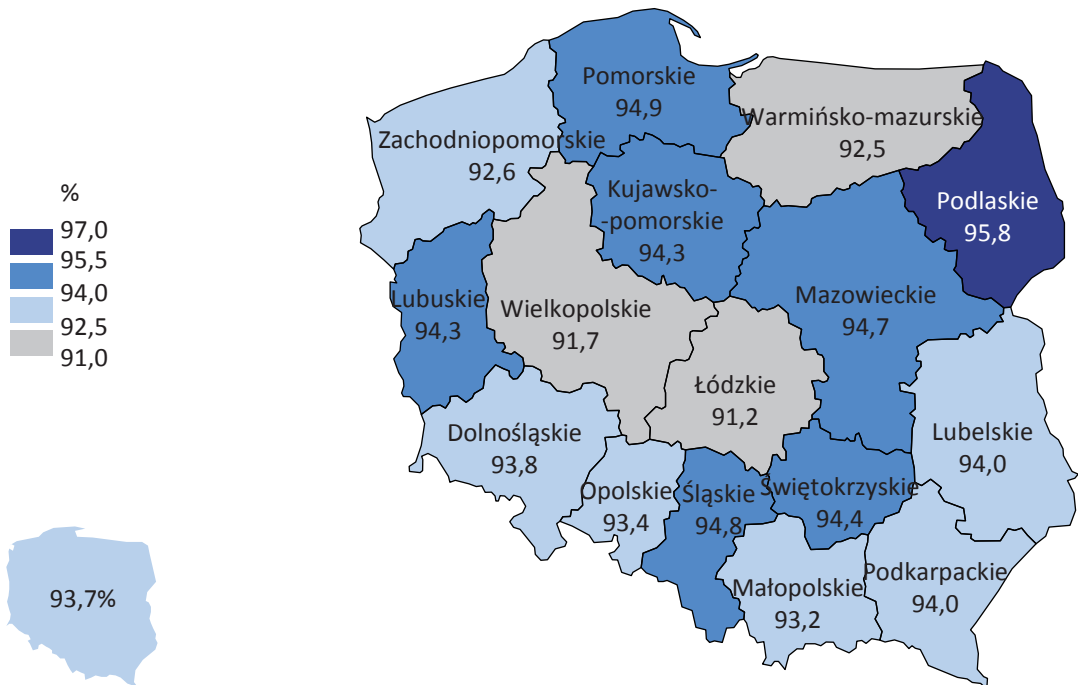 %
97,0
95,5
94,0
92,5
91,0
93,7%
Pomorskie
94,9
Warmińsko-mazurskie
92,5
Zachodniopomorskie
92,6
Podlaskie
95,8
Kujawsko-
-pomorskie
94,3
Lubuskie
94,3
Wielkopolskie
91,7
Mazowieckie
94,7
Łódzkie
91,2
Dolnośląskie
93,8
Lubelskie
94,0
Opolskie
93,4
Śląskie
94,8
Świętokrzyskie
94,4
Małopolskie
93,2
Podkarpackie
94,0